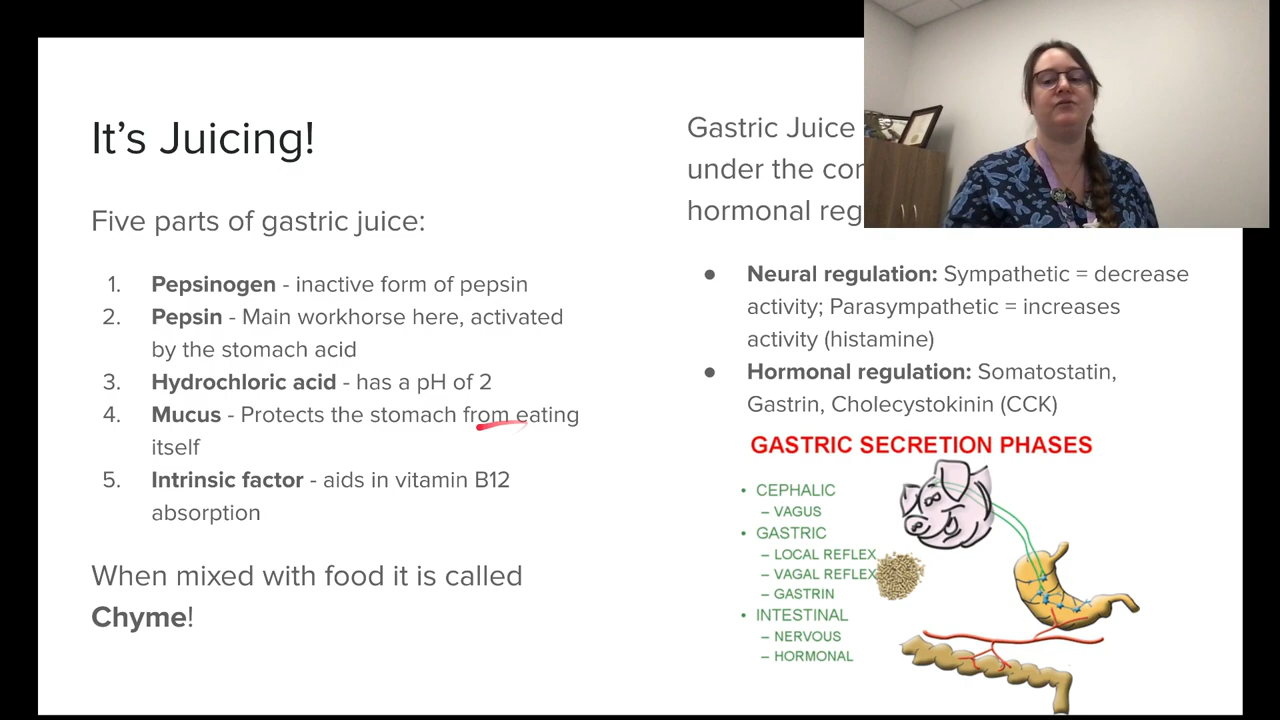 It's Juicing!
Five parts of gastric juice:
1. Pepsinogen - inactive form of pepsin
2. Pepsin - Main workhorse here, activated
by the stomach acid
3. Hydrochloric acid - has a pH of 2
4. Mucus - Protects the stomach from eating
itself
5. Intrinsic factor - aids in vitamin B12
absorption
When mixed with food it is called
Chyme!
Gastric Juice
under the
hormonal
● Neural regulation: Sympathetic = decrease
activity; Parasympathetic = increases
activity (histamine)
● Hormonal regulation: Somatostatin,
Gastrin, Cholecystokinin (CCK)
GASTRIC SECRETION PHASES
• CEPHALIC
– VAGUS
• GASTRIC
– LOCAL REFLEX
– VAGAL REFLEX
– GASTRIN
• INTESTINAL
– NERVOUS
– HORMONAL